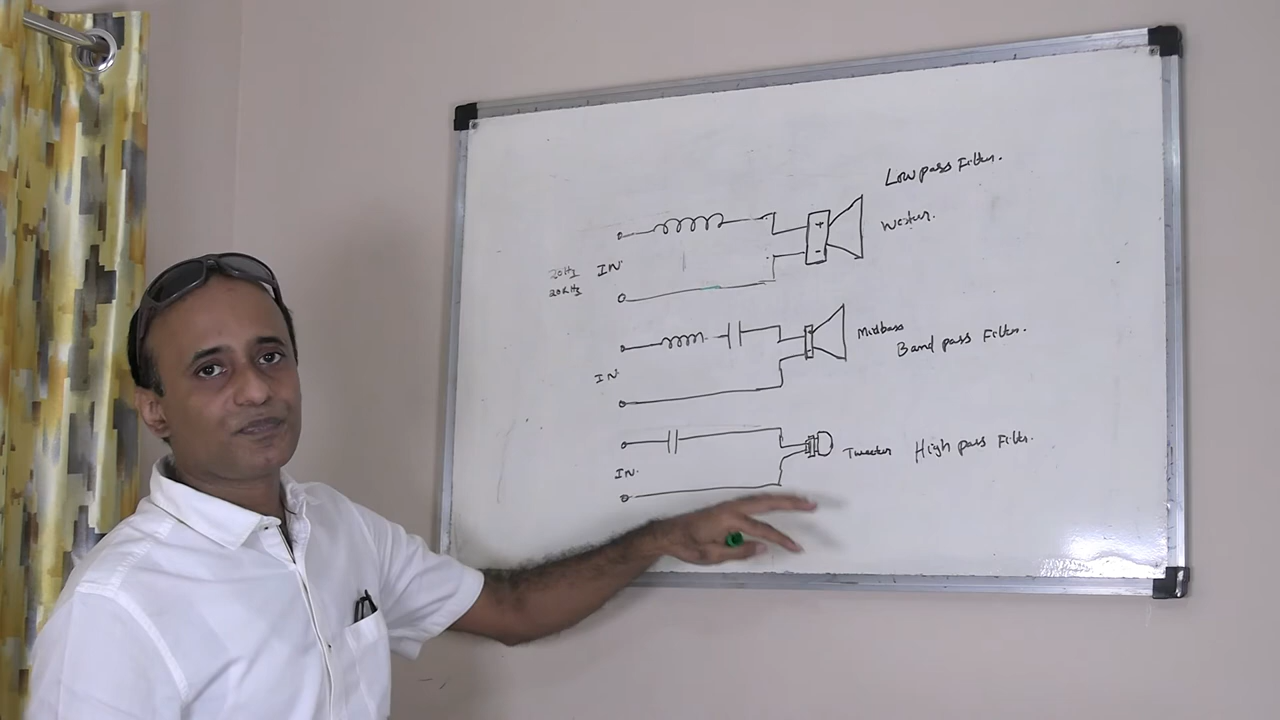 Low pass Filter.
Woofer.
+
-
20Hz
IN.
20KHz
Midbass
Band pass Filter.
IN.
Tweeter High pass Filter.
IN.